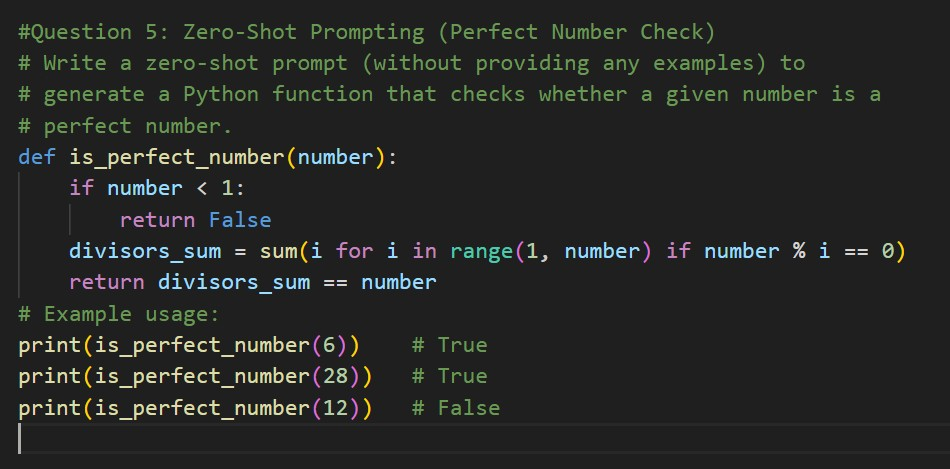 #Question 5: Zero-Shot Prompting (Perfect Number Check)
# Write a zero-shot prompt (without providing any examples) to
# generate a Python function that checks whether a given number is a
# perfect number.
def is_perfect_number(number):
    if number < 1:
        return False
    divisors_sum = sum(i for i in range(1, number) if number % i == 0)
    return divisors_sum == number
# Example usage:
print(is_perfect_number(6))    # True
print(is_perfect_number(28))   # True
print(is_perfect_number(12))   # False